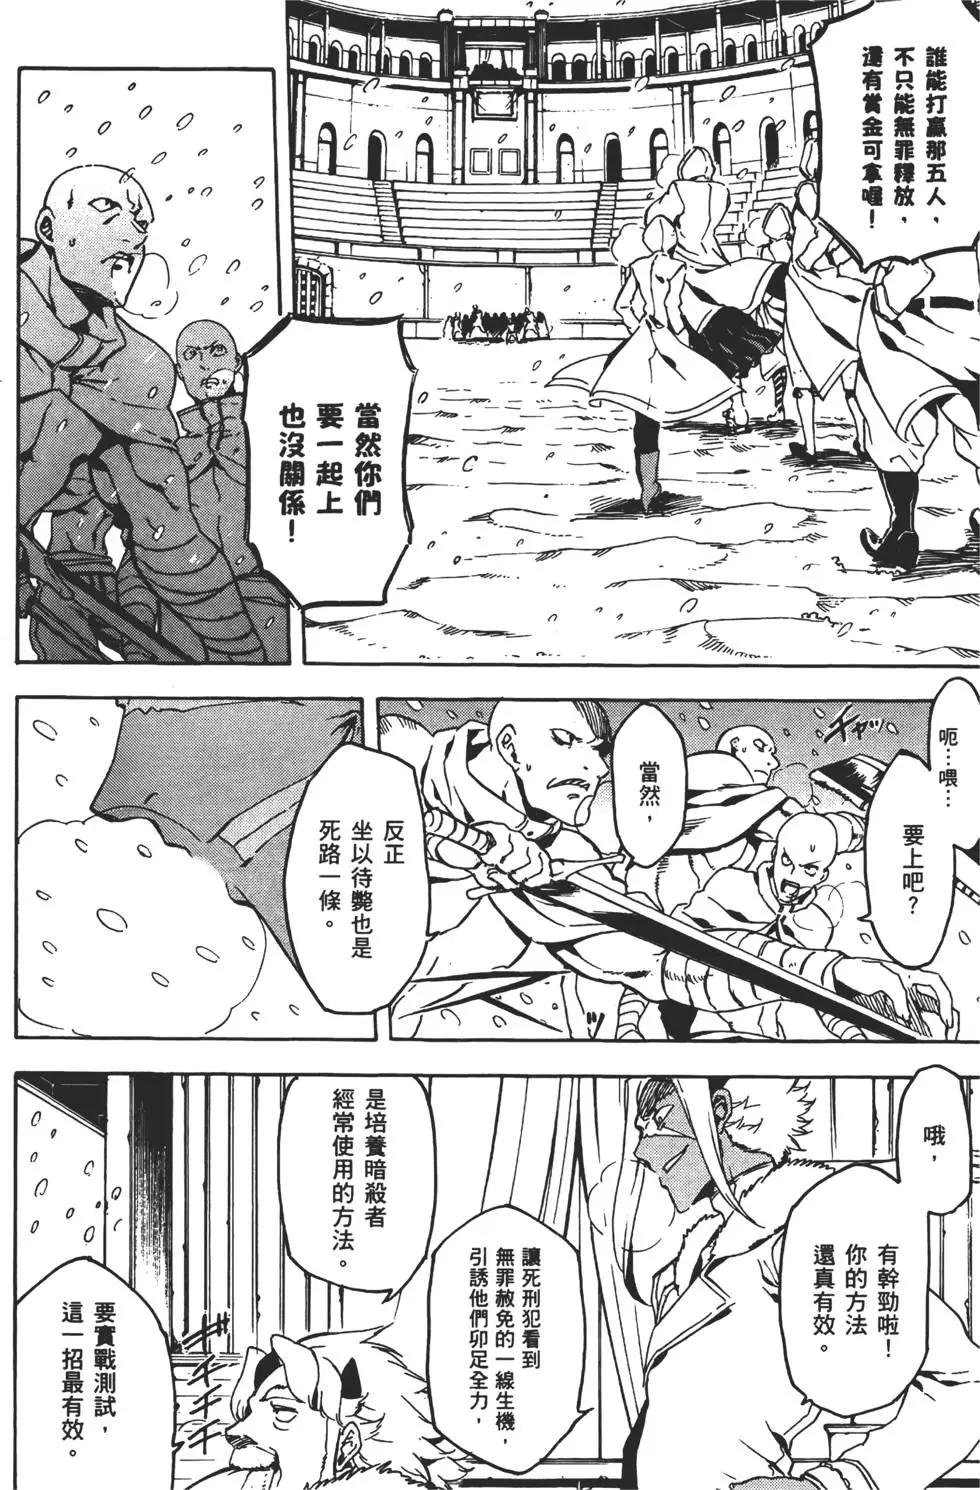 誰能打贏那五人，
不只能無罪釋放，
還有賞金可拿喔！
當然你們
要一起上
也沒關係！
呃…喂…
要上吧？
チャッ
當然，
反正
坐以待斃也是
死路一條。
哦，
有幹勁啦！
你的方法
還真有效。
讓死刑犯看到
無罪赦免的一線生機，
引誘他們卯足全力，
是培養暗殺者
經常使用的方法。
要實戰測試，
這一招最有效。